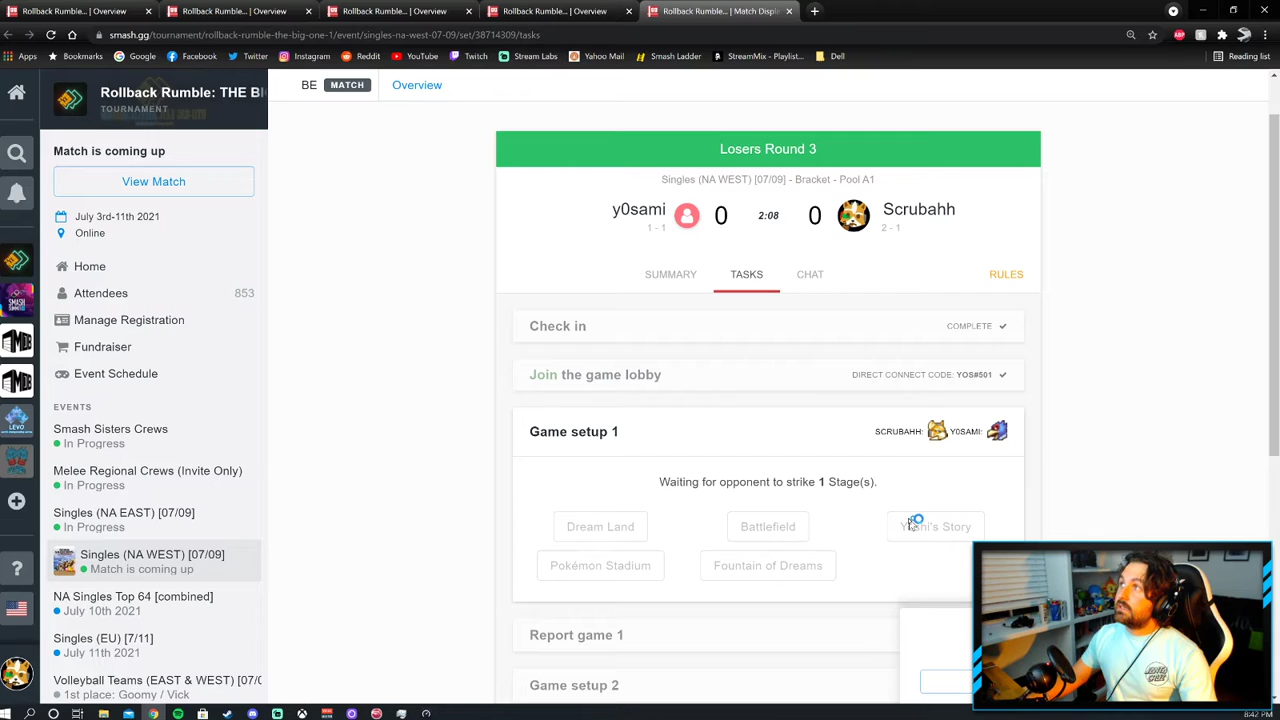 Rollback Rumble: THE BIG
Rollback Rumble... | Overview
Rollback Rumble... | Overview
Rollback Rumble... | Match Disp
smash.gg/tournament/rollback-rumble-the-big-one-1/event/singles-na-west-07-09/set/38714309/tasks
Apps
StreamMix
Google
Facebook
Twitter
Instagram
Reddit
YouTube
Twitch
Stream Labs
Yahoo Mail
Smash Ladder
StreamMix - Playlist...
Dell
Reading list
Rollback Rumble: THE BI
TOURNAMENT
Match is coming up
View Match
July 3rd-11th 2021
Online
Home
Attendees 853
Manage Registration
Fundraiser
Event Schedule
EVENTS
Smash Sisters Crews
In Progress
Melee Regional Crews (Invite Only)
In Progress
Singles (NA EAST) [07/09]
In Progress
Singles (NA WEST) [07/09]
Match is coming up
NA Singles Top 64 [combined]
July 10th 2021
Singles (EU) [7/11]
July 11th 2021
Volleyball Teams (EAST & WEST) [07/0
1st place: Goomy / Vick
BE MATCH Overview
Losers Round 3
Singles (NA WEST) [07/09] - Bracket - Pool A1
y0sami 0 2:08 0 Scrubahh
1 - 1 2 - 1
SUMMARY TASKS CHAT RULES
Check in COMPLETE
Join the game lobby DIRECT CONNECT CODE: YOS#501
Game setup 1 SCRUBAHH: Y0SAMI:
Waiting for opponent to strike 1 Stage(s).
Dream Land Battlefield Yoshi's Story
Pokémon Stadium Fountain of Dreams
Report game 1
Game setup 2
8:42 PM